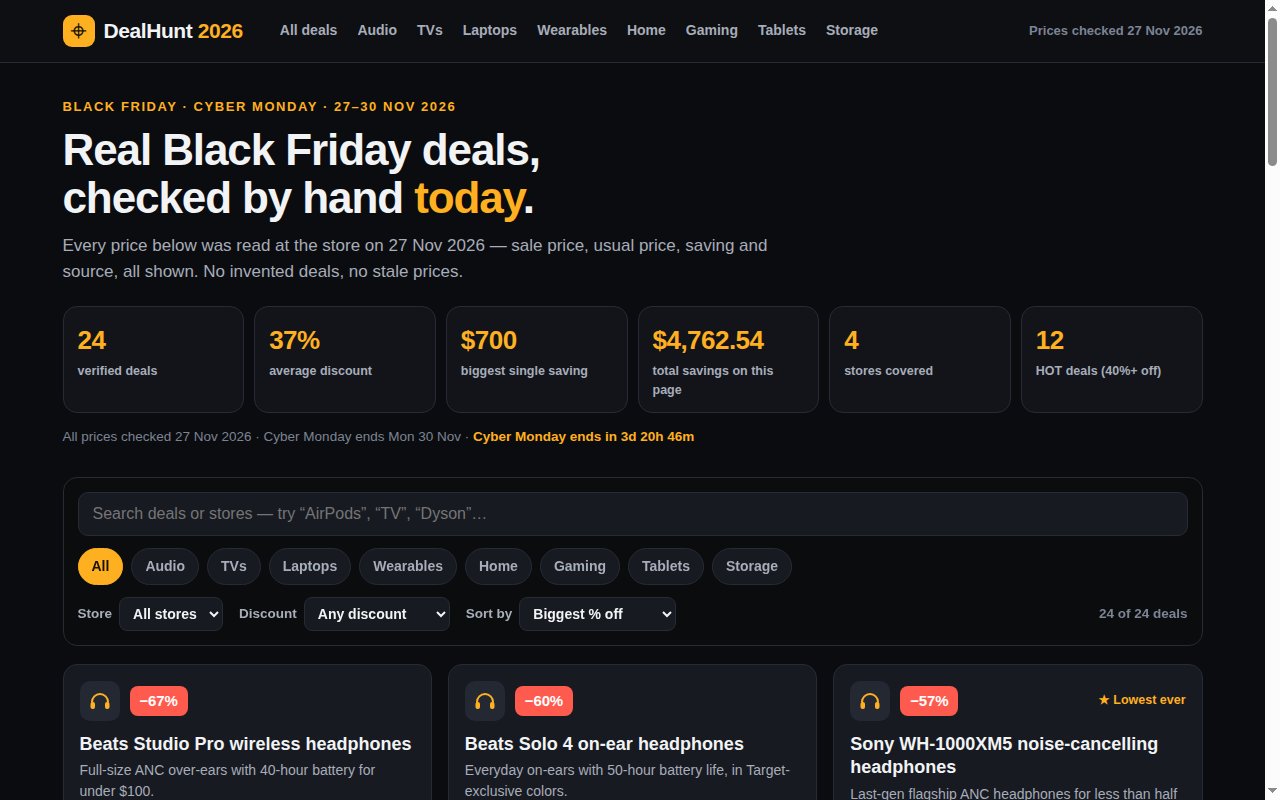 DealHunt 2026
All deals Audio TVs Laptops Wearables Home Gaming Tablets Storage
Prices checked 27 Nov 2026
BLACK FRIDAY · CYBER MONDAY · 27–30 NOV 2026
Real Black Friday deals,
checked by hand today.
Every price below was read at the store on 27 Nov 2026 — sale price, usual price, saving and
source, all shown. No invented deals, no stale prices.
24
verified deals
37%
average discount
$700
biggest single saving
$4,762.54
total savings on this
page
4
stores covered
12
HOT deals (40%+ off)
All prices checked 27 Nov 2026 · Cyber Monday ends Mon 30 Nov · Cyber Monday ends in 3d 20h 46m
Search deals or stores — try “AirPods”, “TV”, “Dyson”…
All Audio TVs Laptops Wearables Home Gaming Tablets Storage
Store All stores Discount Any discount Sort by Biggest % off
24 of 24 deals
−67%
Beats Studio Pro wireless headphones
Full-size ANC over-ears with 40-hour battery for
under $100.
−60%
Beats Solo 4 on-ear headphones
Everyday on-ears with 50-hour battery life, in Target-
exclusive colors.
−57%
★ Lowest ever
Sony WH-1000XM5 noise-cancelling
headphones
Last-gen flagship ANC headphones for less than half